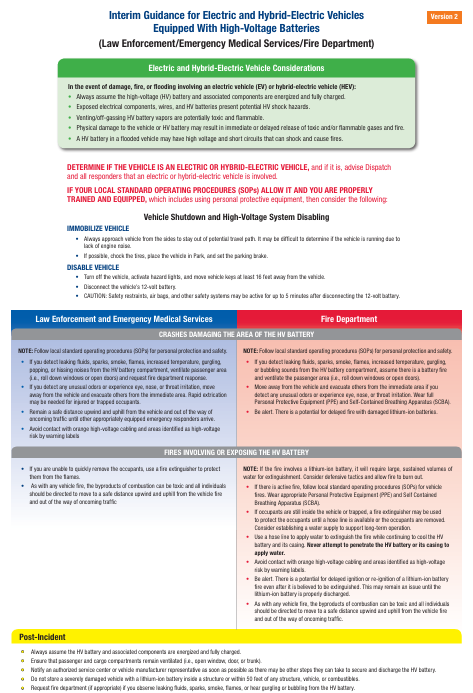 Interim Guidance for Electric and Hybrid-Electric Vehicles
Equipped With High-Voltage Batteries
(Law Enforcement/Emergency Medical Services/Fire Department)
Version 2
Electric and Hybrid-Electric Vehicle Considerations
In the event of damage, fire, or flooding involving an electric vehicle (EV) or hybrid-electric vehicle (HEV):
• Always assume the high-voltage (HV) battery and associated components are energized and fully charged.
• Exposed electrical components, wires, and HV batteries present potential HV shock hazards.
• Venting/off-gassing HV battery vapors are potentially toxic and flammable.
• Physical damage to the vehicle or HV battery may result in immediate or delayed release of toxic and/or flammable gases and fire.
• A HV battery in a flooded vehicle may have high voltage and short circuits that can shock and cause fires.
DETERMINE IF THE VEHICLE IS AN ELECTRIC OR HYBRID-ELECTRIC VEHICLE, and if it is, advise Dispatch
and all responders that an electric or hybrid-electric vehicle is involved.
IF YOUR LOCAL STANDARD OPERATING PROCEDURES (SOPs) ALLOW IT AND YOU ARE PROPERLY
TRAINED AND EQUIPPED, which includes using personal protective equipment, then consider the following:
Vehicle Shutdown and High-Voltage System Disabling
IMMOBILIZE VEHICLE
• Always approach vehicle from the sides to stay out of potential travel path. It may be difficult to determine if the vehicle is running due to
lack of engine noise.
• If possible, chock the tires, place the vehicle in Park, and set the parking brake.
DISABLE VEHICLE
• Turn off the vehicle, activate hazard lights, and move vehicle keys at least 16 feet away from the vehicle.
• Disconnect the vehicle's 12-volt battery.
• CAUTION: Safety restraints, air bags, and other safety systems may be active for up to 5 minutes after disconnecting the 12-volt battery.
Law Enforcement and Emergency Medical Services
Fire Department
CRASHES DAMAGING THE AREA OF THE HV BATTERY
NOTE: Follow local standard operating procedures (SOPs) for personal protection and safety.
• If you detect leaking fluids, sparks, smoke, flames, increased temperature, gurgling,
popping, or hissing noises from the HV battery compartment, ventilate passenger area
(i.e., roll down windows or open doors) and request fire department response.
• If you detect any unusual odors or experience eye, nose, or throat irritation, move
away from the vehicle and evacuate others from the immediate area. Rapid extrication
may be needed for injured or trapped occupants.
• Remain a safe distance upwind and uphill from the vehicle and out of the way of
oncoming traffic until other appropriately equipped emergency responders arrive.
• Avoid contact with orange high-voltage cabling and areas identified as high-voltage
risk by warning labels
NOTE: Follow local standard operating procedures (SOPs) for personal protection and safety.
• If you detect leaking fluids, sparks, smoke, flames, increased temperature, gurgling,
or bubbling sounds from the HV battery compartment, assume there is a battery fire
and ventilate the passenger area (i.e., roll down windows or open doors).
• Move away from the vehicle and evacuate others from the immediate area if you
detect any unusual odors or experience eye, nose, or throat irritation. Wear full
Personal Protective Equipment (PPE) and Self-Contained Breathing Apparatus (SCBA).
• Be alert. There is a potential for delayed fire with damaged lithium-ion batteries.
FIRES INVOLVING OR EXPOSING THE HV BATTERY
• If you are unable to quickly remove the occupants, use a fire extinguisher to protect
them from the flames.
• As with any vehicle fire, the byproducts of combustion can be toxic and all individuals
should be directed to move to a safe distance upwind and uphill from the vehicle fire
and out of the way of oncoming traffic
NOTE: If the fire involves a lithium-ion battery, it will require large, sustained volumes of
water for extinguishment. Consider defensive tactics and allow fire to burn out.
• If there is active fire, follow local standard operating procedures (SOPs) for vehicle
fires. Wear appropriate Personal Protective Equipment (PPE) and Self Contained
Breathing Apparatus (SCBA).
• If occupants are still inside the vehicle or trapped, a fire extinguisher may be used
to protect the occupants until a hose line is available or the occupants are removed.
Consider establishing a water supply to support long-term operation.
• Use a hose line to apply water to extinguish the fire while continuing to cool the HV
battery and its casing. Never attempt to penetrate the HV battery or its casing to
apply water.
• Avoid contact with orange high-voltage cabling and areas identified as high-voltage
risk by warning labels.
• Be alert. There is a potential for delayed ignition or re-ignition of a lithium-ion battery
fire even after it is believed to be extinguished. This may remain an issue until the
lithium-ion battery is properly discharged.
• As with any vehicle fire, the byproducts of combustion can be toxic and all individuals
should be directed to move to a safe distance upwind and uphill from the vehicle fire
and out of the way of oncoming traffic.
Post-Incident
• Always assume the HV battery and associated components are energized and fully charged.
• Ensure that passenger and cargo compartments remain ventilated (i.e., open window, door, or trunk).
• Notify an authorized service center or vehicle manufacturer representative as soon as possible as there may be other steps they can take to secure and discharge the HV battery.
• Do not store a severely damaged vehicle with a lithium-ion battery inside a structure or within 50 feet of any structure, vehicle, or combustibles.
• Request fire department (if appropriate) if you observe leaking fluids, sparks, smoke, flames, or hear gurgling or bubbling from the HV battery.